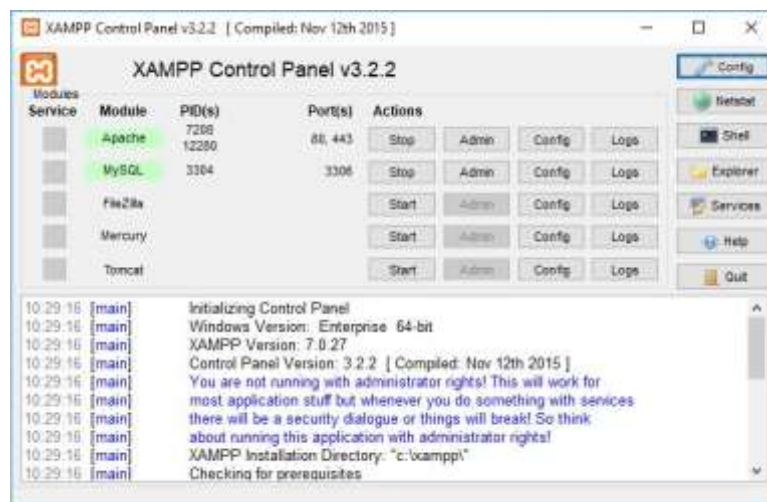 XAMPP Control Panel v3.2.2 [ Compiled: Nov 12th 2015 ]
XAMPP Control Panel v3.2.2
Config
Modules
Service Module PID(s) Port(s) Actions
Netstat
Apache 7208 12280 80, 443 Stop Admin Config Logs
Shell
MySQL 3304 3306 Stop Admin Config Logs
Explorer
FileZilla Start Admin Config Logs
Services
Mercury Start Admin Config Logs
Help
Tomcat Start Admin Config Logs
Quit
10:29:16 [main] Initializing Control Panel
10:29:16 [main] Windows Version: Enterprise 64-bit
10:29:16 [main] XAMPP Version: 7.0.27
10:29:16 [main] Control Panel Version: 3.2.2 [ Compiled: Nov 12th 2015 ]
10:29:16 [main] You are not running with administrator rights! This will work for
10:29:16 [main] most application stuff but whenever you do something with services
10:29:16 [main] there will be a security dialogue or things will break! So think
10:29:16 [main] about running this application with administrator rights!
10:29:16 [main] XAMPP Installation Directory: "c:\xampp\"
10:29:16 [main] Checking for prerequisites